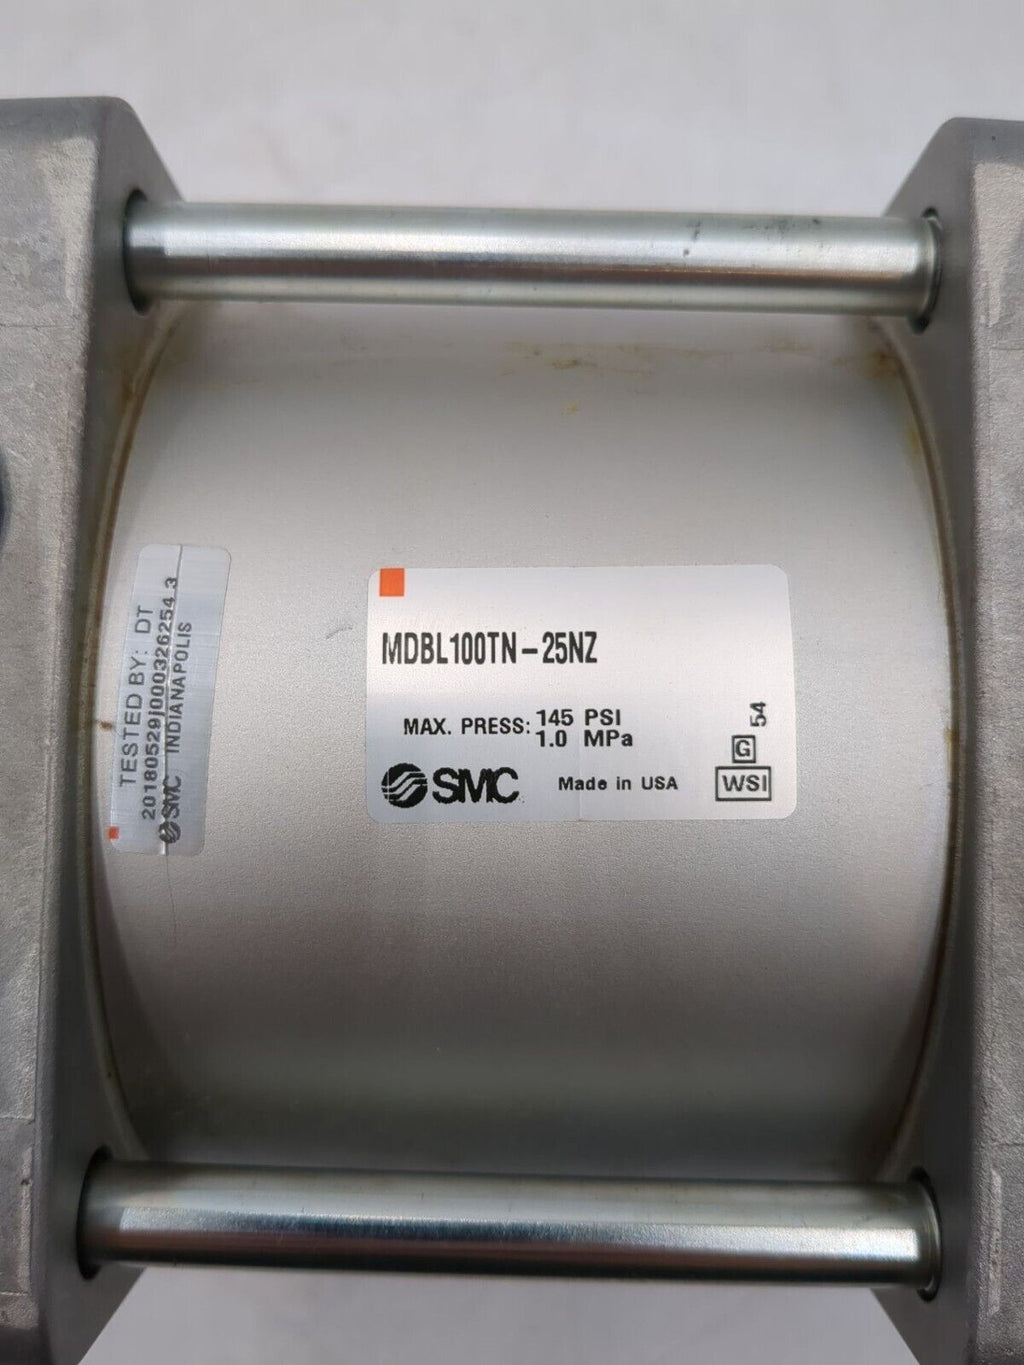 TESTED BY: DT
20180529j000326254 3
SMC INDIANAPOLIS
MDBL100TN-25NZ
MAX. PRESS: 145 PSI
1.0 MPa
54
G
SMC Made in USA WSI